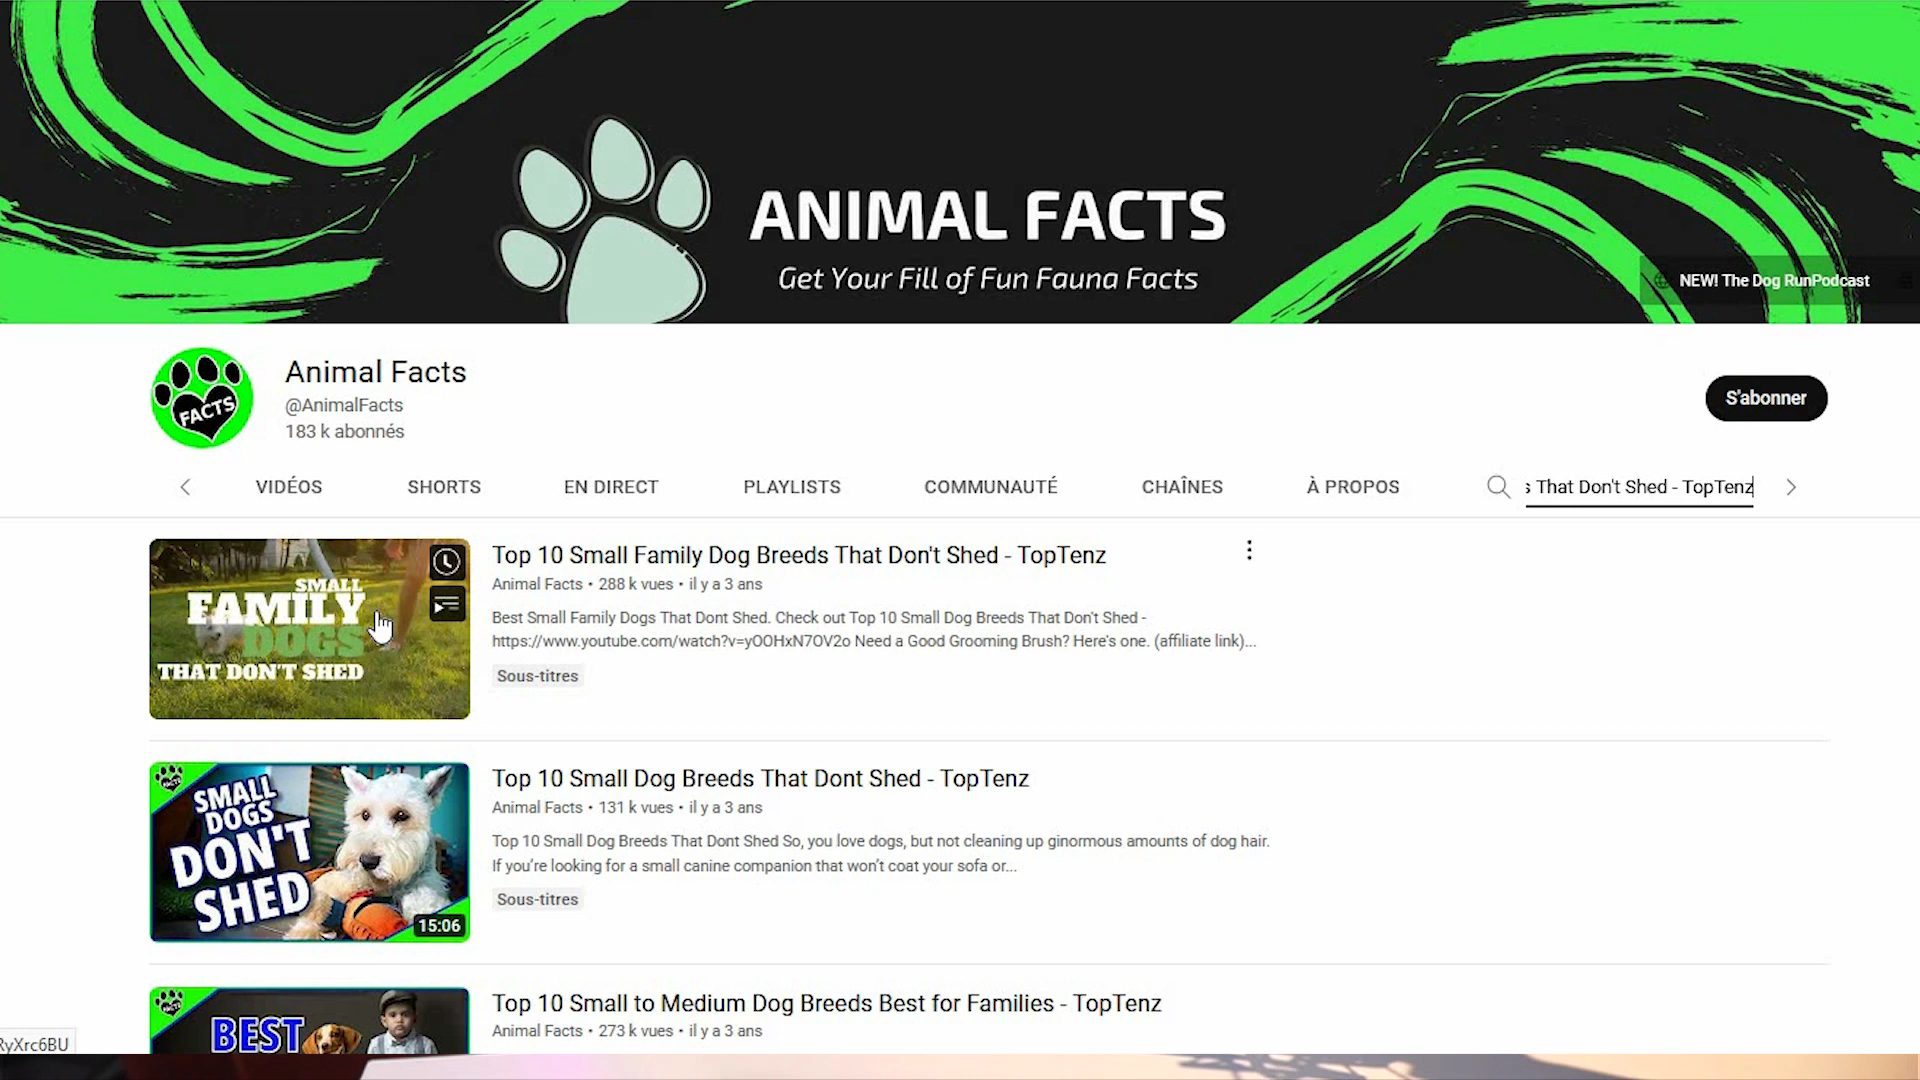 ANIMAL FACTS
Get Your Fill of Fun Fauna Facts
NEW! The Dog RunPodcast
FACTS
Animal Facts
@AnimalFacts
183 k abonnés
S'abonner
VIDÉOS SHORTS EN DIRECT PLAYLISTS COMMUNAUTÉ CHAÎNES À PROPOS s That Don't Shed - TopTenz
SMALL
FAMILY
DOGS
THAT DON'T SHED
Top 10 Small Family Dog Breeds That Don't Shed - TopTenz
Animal Facts • 288 k vues • il y a 3 ans
Best Small Family Dogs That Dont Shed. Check out Top 10 Small Dog Breeds That Don't Shed -
https://www.youtube.com/watch?v=yOOHxN7OV2o Need a Good Grooming Brush? Here's one. (affiliate link)...
Sous-titres
FACTS
SMALL
DOGS
DON'T
SHED
15:06
Top 10 Small Dog Breeds That Dont Shed - TopTenz
Animal Facts • 131 k vues • il y a 3 ans
Top 10 Small Dog Breeds That Dont Shed So, you love dogs, but not cleaning up ginormous amounts of dog hair.
If you're looking for a small canine companion that won't coat your sofa or...
Sous-titres
FACTS
BEST
Top 10 Small to Medium Dog Breeds Best for Families - TopTenz
Animal Facts • 273 k vues • il y a 3 ans
RyXrc6BU